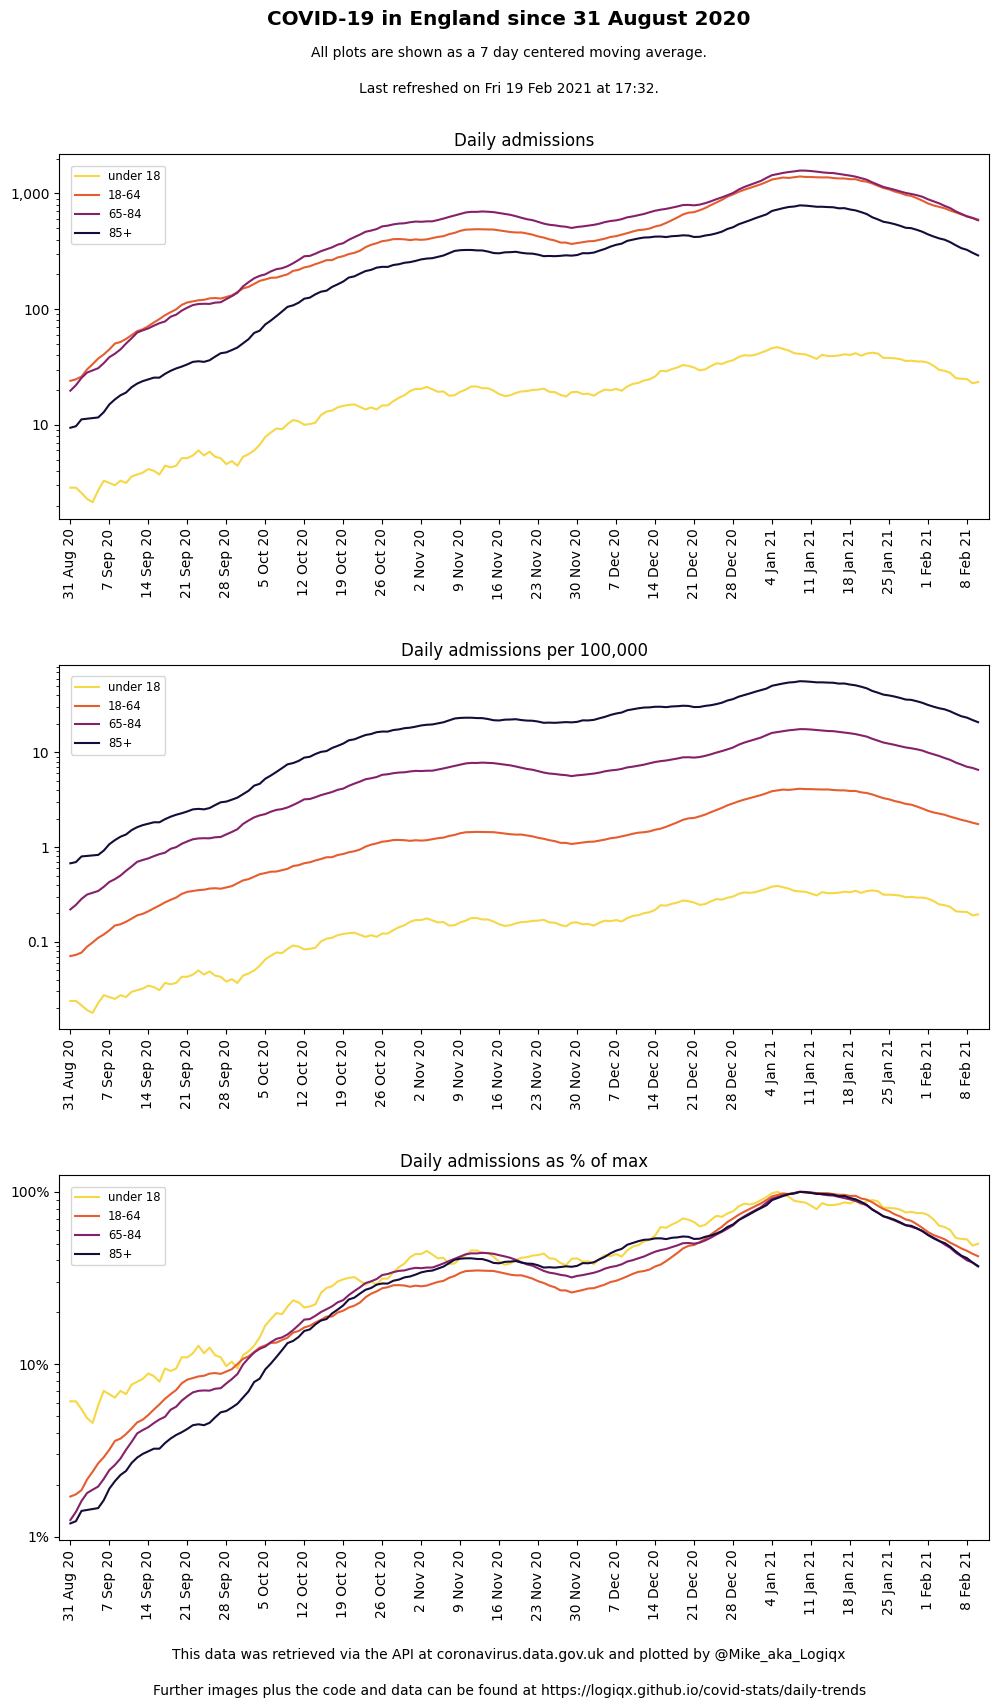 COVID-19 in England since 31 August 2020
All plots are shown as a 7 day centered moving average.
Last refreshed on Fri 19 Feb 2021 at 17:32.
Daily admissions
under 18
18-64
65-84
85+
1,000
100
10
31 Aug 20
7 Sep 20
14 Sep 20
21 Sep 20
28 Sep 20
5 Oct 20
12 Oct 20
19 Oct 20
26 Oct 20
2 Nov 20
9 Nov 20
16 Nov 20
23 Nov 20
30 Nov 20
7 Dec 20
14 Dec 20
21 Dec 20
28 Dec 20
4 Jan 21
11 Jan 21
18 Jan 21
25 Jan 21
1 Feb 21
8 Feb 21
Daily admissions per 100,000
under 18
18-64
65-84
85+
10
1
0.1
31 Aug 20
7 Sep 20
14 Sep 20
21 Sep 20
28 Sep 20
5 Oct 20
12 Oct 20
19 Oct 20
26 Oct 20
2 Nov 20
9 Nov 20
16 Nov 20
23 Nov 20
30 Nov 20
7 Dec 20
14 Dec 20
21 Dec 20
28 Dec 20
4 Jan 21
11 Jan 21
18 Jan 21
25 Jan 21
1 Feb 21
8 Feb 21
Daily admissions as % of max
under 18
18-64
65-84
85+
100%
10%
1%
31 Aug 20
7 Sep 20
14 Sep 20
21 Sep 20
28 Sep 20
5 Oct 20
12 Oct 20
19 Oct 20
26 Oct 20
2 Nov 20
9 Nov 20
16 Nov 20
23 Nov 20
30 Nov 20
7 Dec 20
14 Dec 20
21 Dec 20
28 Dec 20
4 Jan 21
11 Jan 21
18 Jan 21
25 Jan 21
1 Feb 21
8 Feb 21
This data was retrieved via the API at coronavirus.data.gov.uk and plotted by @Mike_aka_Logiqx
Further images plus the code and data can be found at https://logiqx.github.io/covid-stats/daily-trends